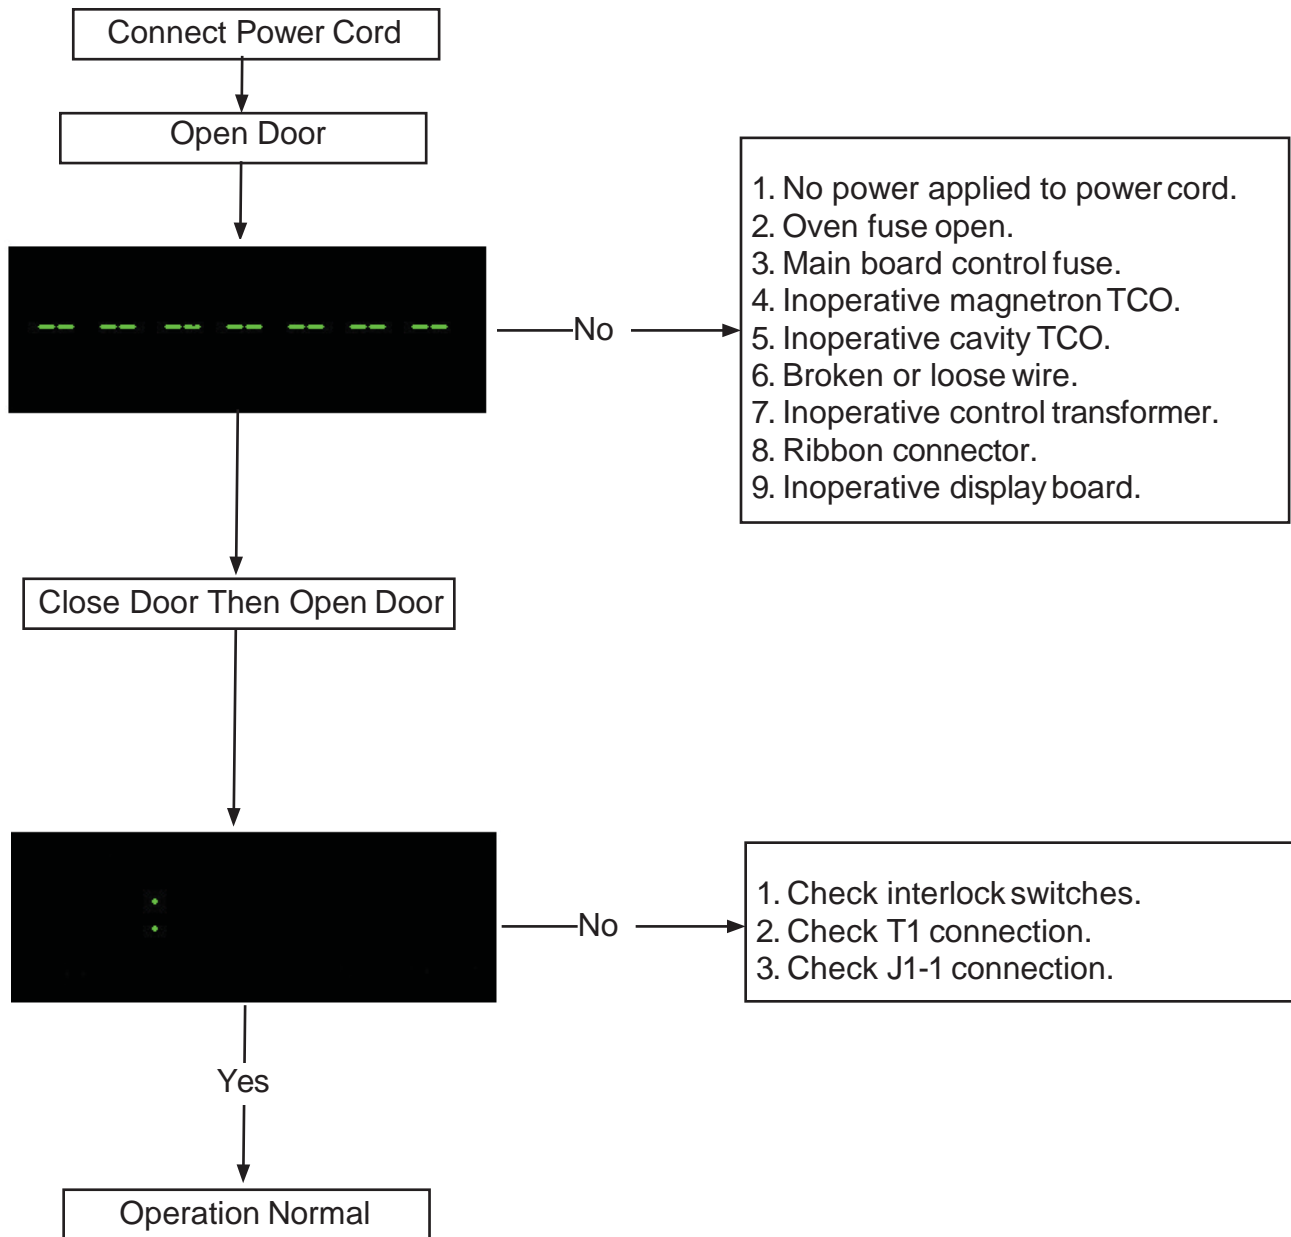 Connect Power Cord
Open Door
-- -- -- -- -- -- --
No
1. No power applied to power cord.
2. Oven fuse open.
3. Main board control fuse.
4. Inoperative magnetron TCO.
5. Inoperative cavity TCO.
6. Broken or loose wire.
7. Inoperative control transformer.
8. Ribbon connector.
9. Inoperative display board.
Close Door Then Open Door
:
No
1. Check interlock switches.
2. Check T1 connection.
3. Check J1-1 connection.
Yes
Operation Normal